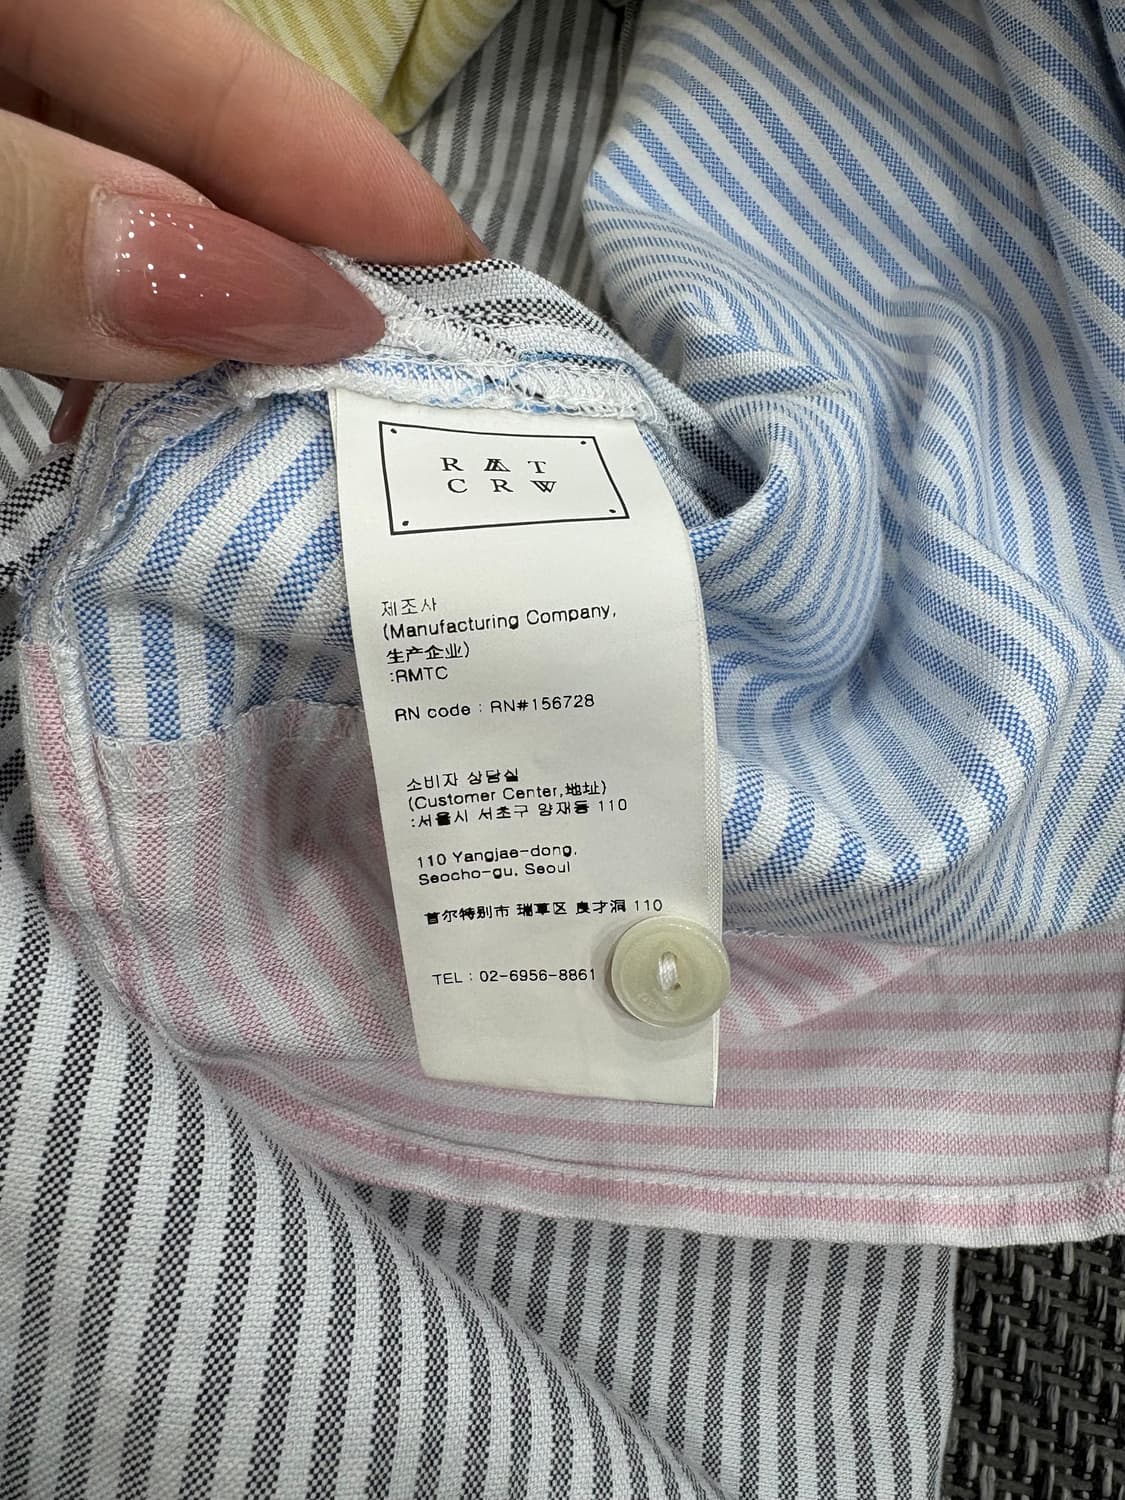 R T
C R W
제조사
(Manufacturing Company,
生产企业)
:RMTC
RN code : RN#156728
소비자 상담실
(Customer Center,地址)
:서울시 서초구 양재동 110
110 Yangjae-dong,
Seocho-gu, Seoul
首尔特别市 瑞草区 良才洞 110
TEL : 02-6956-8861